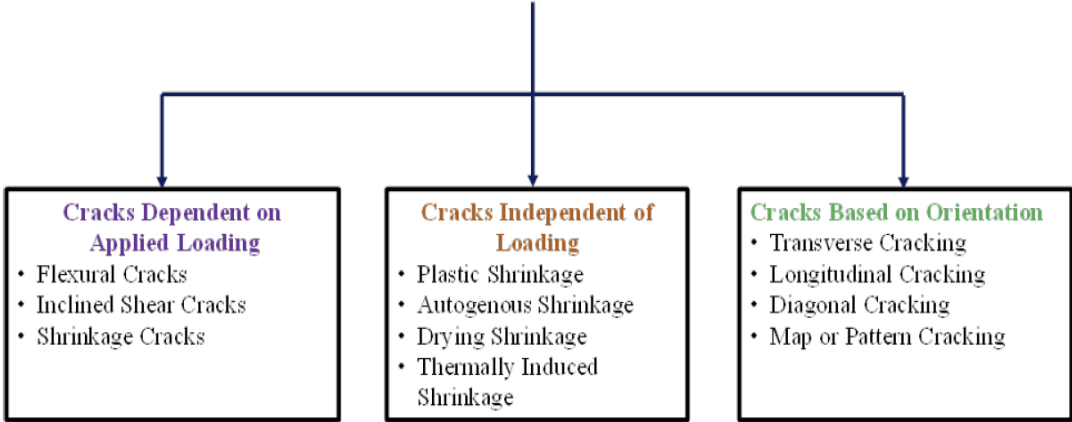 Cracks Dependent on
Applied Loading
• Flexural Cracks
• Inclined Shear Cracks
• Shrinkage Cracks
Cracks Independent of
Loading
• Plastic Shrinkage
• Autogenous Shrinkage
• Drying Shrinkage
• Thermally Induced
Shrinkage
Cracks Based on Orientation
• Transverse Cracking
• Longitudinal Cracking
• Diagonal Cracking
• Map or Pattern Cracking